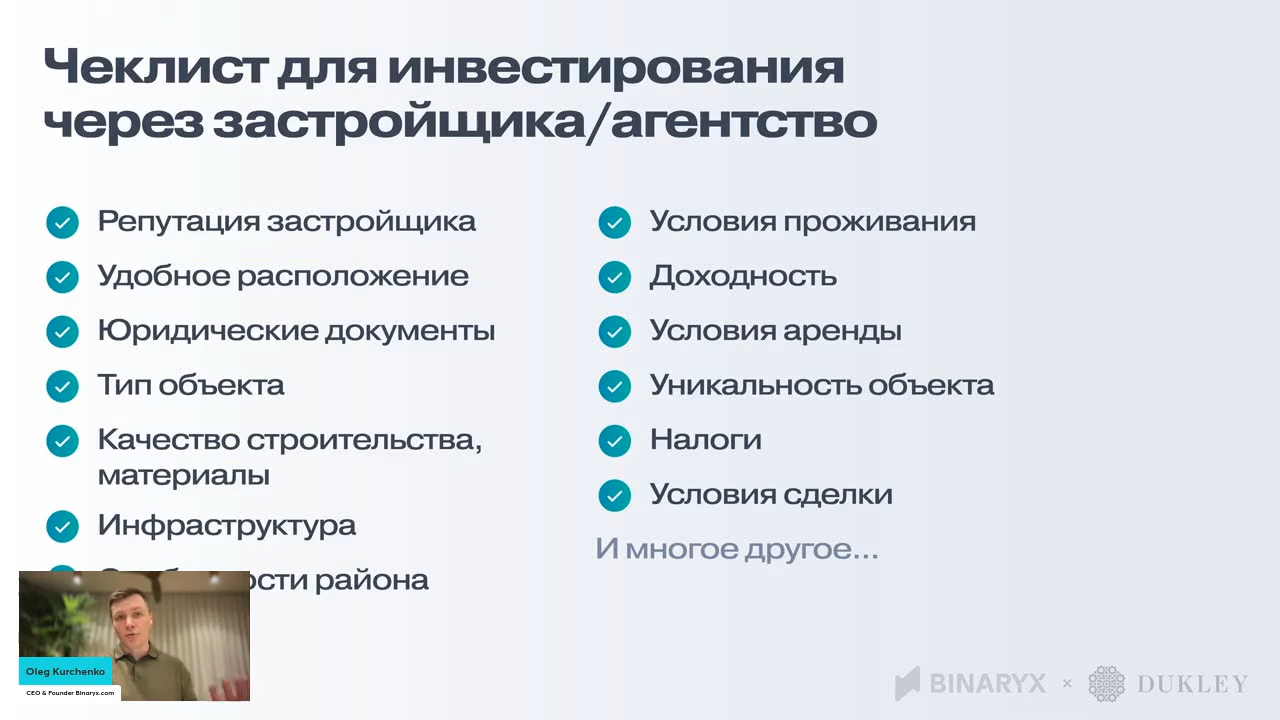 Чеклист для инвестирования
через застройщика/агентство
Репутация застройщика
Удобное расположение
Юридические документы
Тип объекта
Качество строительства,
материалы
Инфраструктура
района
Условия проживания
Доходность
Условия аренды
Уникальность объекта
Налоги
Условия сделки
И многое другое...
Oleg Kurchenko
CEO & Founder Binaryx.com
BINARYX × DUKLEY